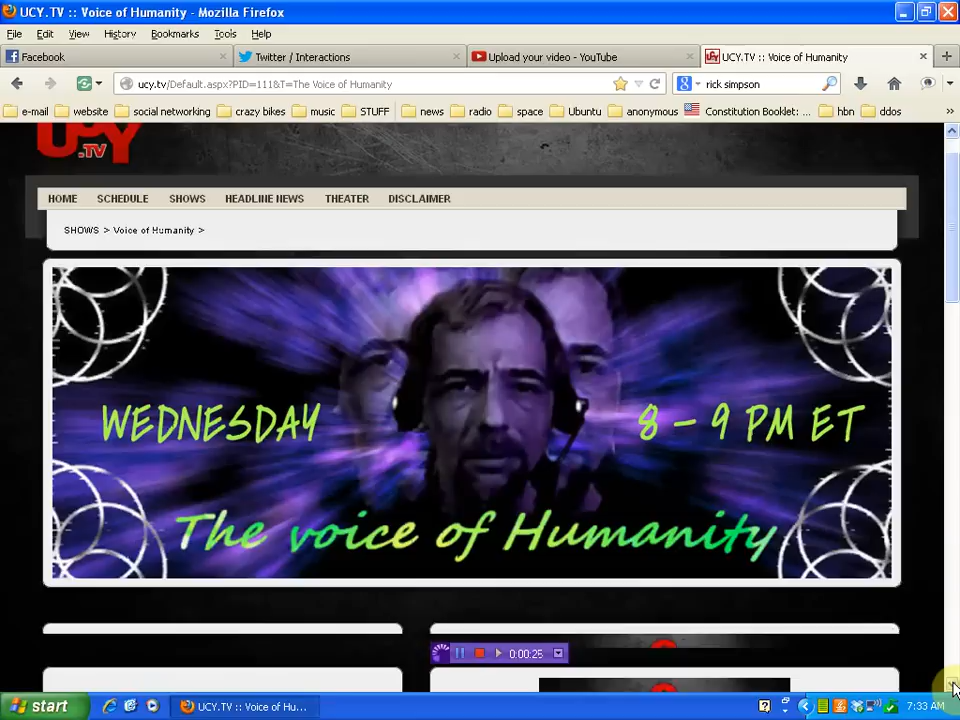 UCY.TV :: Voice of Humanity - Mozilla Firefox
File Edit View History Bookmarks Tools Help
Facebook Twitter / Interactions Upload your video - YouTube UCY.TV :: Voice of Humanity
ucy.tv/Default.aspx?PID=111&T=The Voice of Humanity rick simpson
e-mail website social networking crazy bikes music STUFF news radio space Ubuntu anonymous Constitution Booklet: ... hbn ddos
UCY
.TV
HOME SCHEDULE SHOWS HEADLINE NEWS THEATER DISCLAIMER
SHOWS > Voice of Humanity >
WEDNESDAY 8 - 9 PM ET
The voice of Humanity
0:00:25
start UCY.TV :: Voice of Hu... 7:33 AM